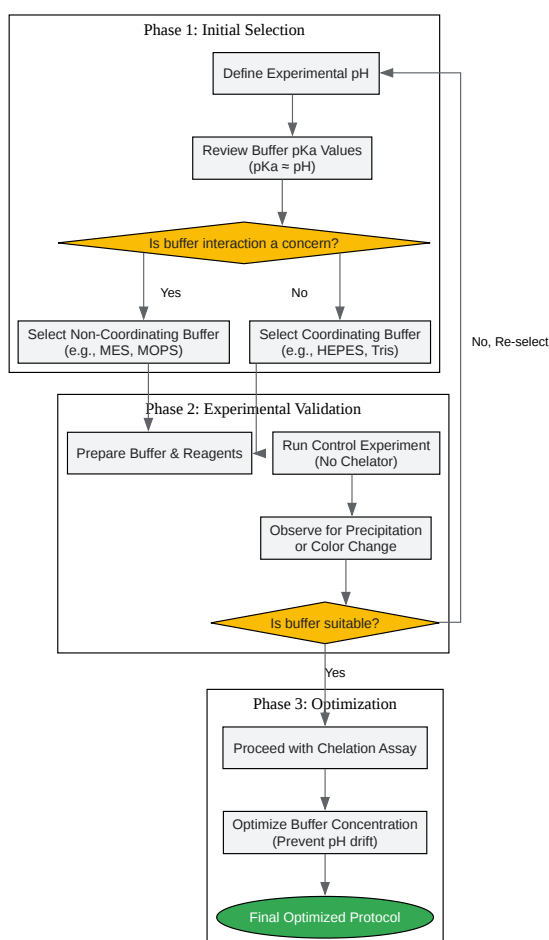 Phase 1: Initial Selection
Define Experimental pH
Review Buffer pKa Values
(pKa ≈ pH)
Is buffer interaction a concern?
Yes
No
Select Non-Coordinating Buffer
(e.g., MES, MOPS)
Select Coordinating Buffer
(e.g., HEPES, Tris)
No, Re-select
Phase 2: Experimental Validation
Prepare Buffer & Reagents
Run Control Experiment
(No Chelator)
Observe for Precipitation
or Color Change
Is buffer suitable?
Yes
Phase 3: Optimization
Proceed with Chelation Assay
Optimize Buffer Concentration
(Prevent pH drift)
Final Optimized Protocol